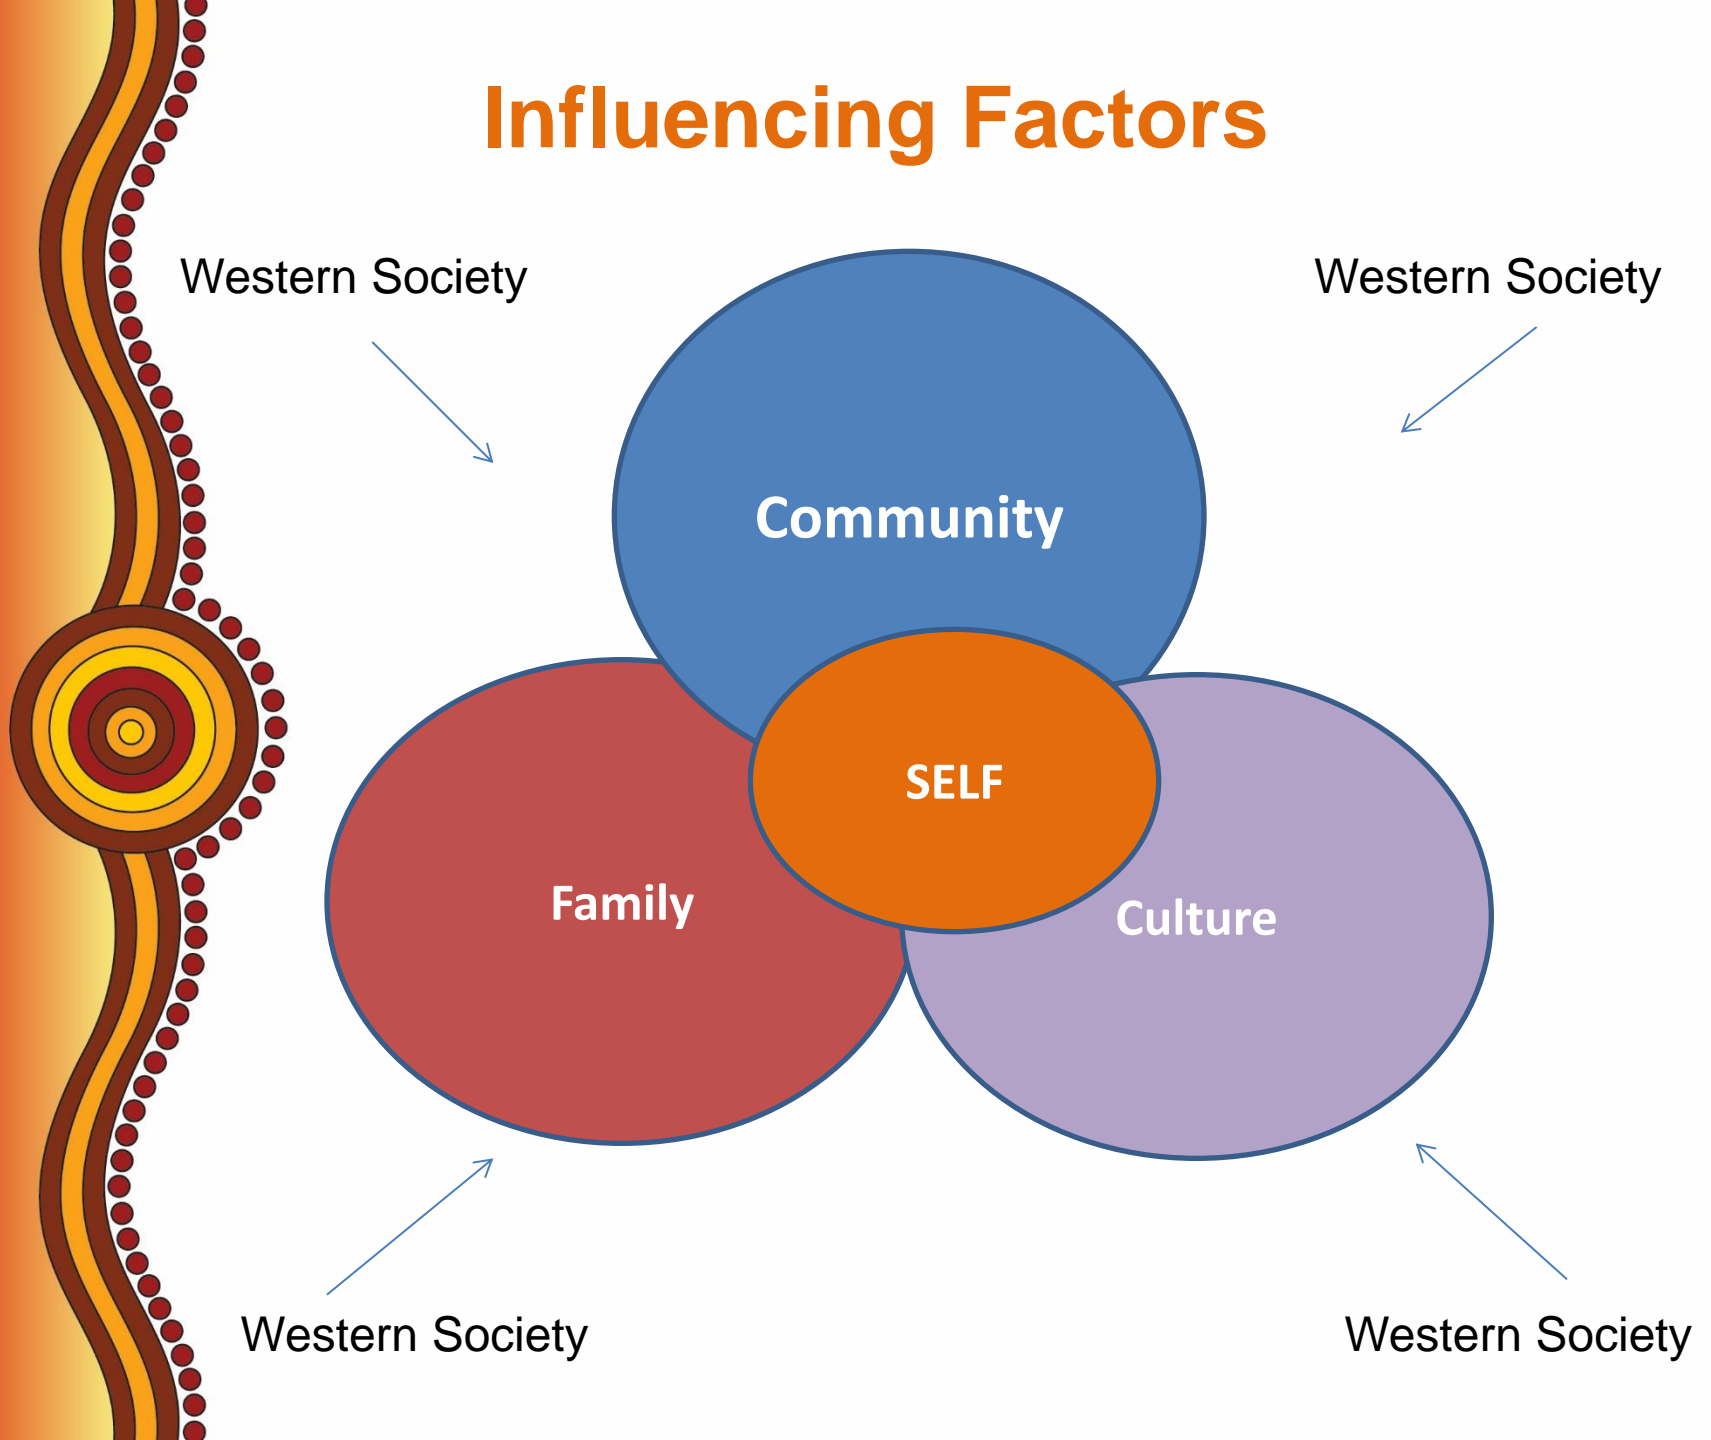 Influencing Factors
Western Society
Western Society
Community
SELF
Family
Culture
Western Society
Western Society